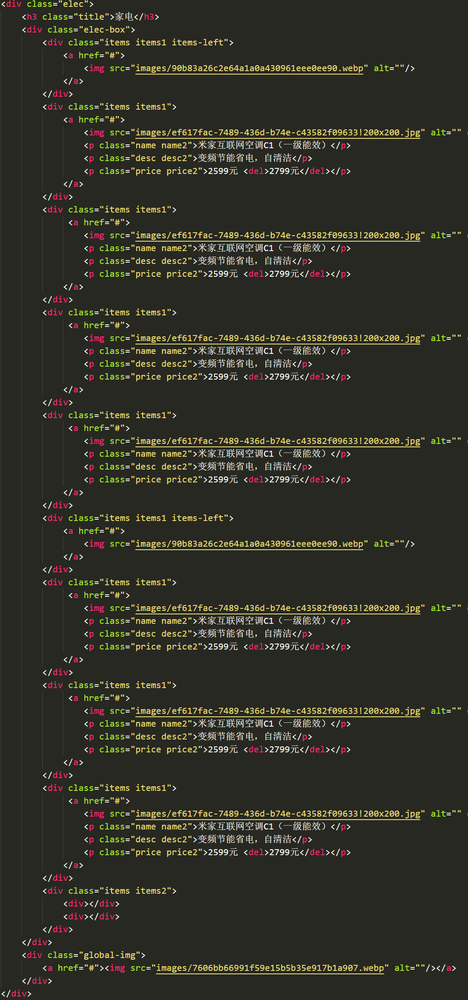 <div class="elec">
<h3 class="title">家电</h3>
<div class="elec-box">
<div class="items items1 items-left">
<a href="#">
<img src="images/90b83a26c2e64a1a0a430961eee0ee90.webp" alt=""/>
</a>
</div>
<div class="items items1">
<a href="#">
<img src="images/ef617fac-7489-436d-b74e-c43582f09633!200x200.jpg" alt=""
<p class="name name2">米家互联网空调C1（一级能效）</p>
<p class="desc desc2">变频节能省电，自清洁</p>
<p class="price price2">2599元 <del>2799元</del></p>
</a>
</div>
<div class="items items1">
<a href="#">
<img src="images/ef617fac-7489-436d-b74e-c43582f09633!200x200.jpg" alt=""
<p class="name name2">米家互联网空调C1（一级能效）</p>
<p class="desc desc2">变频节能省电，自清洁</p>
<p class="price price2">2599元 <del>2799元</del></p>
</a>
</div>
<div class="items items1">
<a href="#">
<img src="images/ef617fac-7489-436d-b74e-c43582f09633!200x200.jpg" alt=""
<p class="name name2">米家互联网空调C1（一级能效）</p>
<p class="desc desc2">变频节能省电，自清洁</p>
<p class="price price2">2599元 <del>2799元</del></p>
</a>
</div>
<div class="items items1">
<a href="#">
<img src="images/ef617fac-7489-436d-b74e-c43582f09633!200x200.jpg" alt=""
<p class="name name2">米家互联网空调C1（一级能效）</p>
<p class="desc desc2">变频节能省电，自清洁</p>
<p class="price price2">2599元 <del>2799元</del></p>
</a>
</div>
<div class="items items1 items-left">
<a href="#">
<img src="images/90b83a26c2e64a1a0a430961eee0ee90.webp" alt=""/>
</a>
</div>
<div class="items items1">
<a href="#">
<img src="images/ef617fac-7489-436d-b74e-c43582f09633!200x200.jpg" alt=""
<p class="name name2">米家互联网空调C1（一级能效）</p>
<p class="desc desc2">变频节能省电，自清洁</p>
<p class="price price2">2599元 <del>2799元</del></p>
</a>
</div>
<div class="items items1">
<a href="#">
<img src="images/ef617fac-7489-436d-b74e-c43582f09633!200x200.jpg" alt=""
<p class="name name2">米家互联网空调C1（一级能效）</p>
<p class="desc desc2">变频节能省电，自清洁</p>
<p class="price price2">2599元 <del>2799元</del></p>
</a>
</div>
<div class="items items1">
<a href="#">
<img src="images/ef617fac-7489-436d-b74e-c43582f09633!200x200.jpg" alt=""
<p class="name name2">米家互联网空调C1（一级能效）</p>
<p class="desc desc2">变频节能省电，自清洁</p>
<p class="price price2">2599元 <del>2799元</del></p>
</a>
</div>
<div class="items items2">
<div></div>
<div></div>
</div>
</div>
<div class="global-img">
<a href="#"><img src="images/7606bb66991f59e15b5b35e917b1a907.webp" alt=""/></a>
</div>
</div>